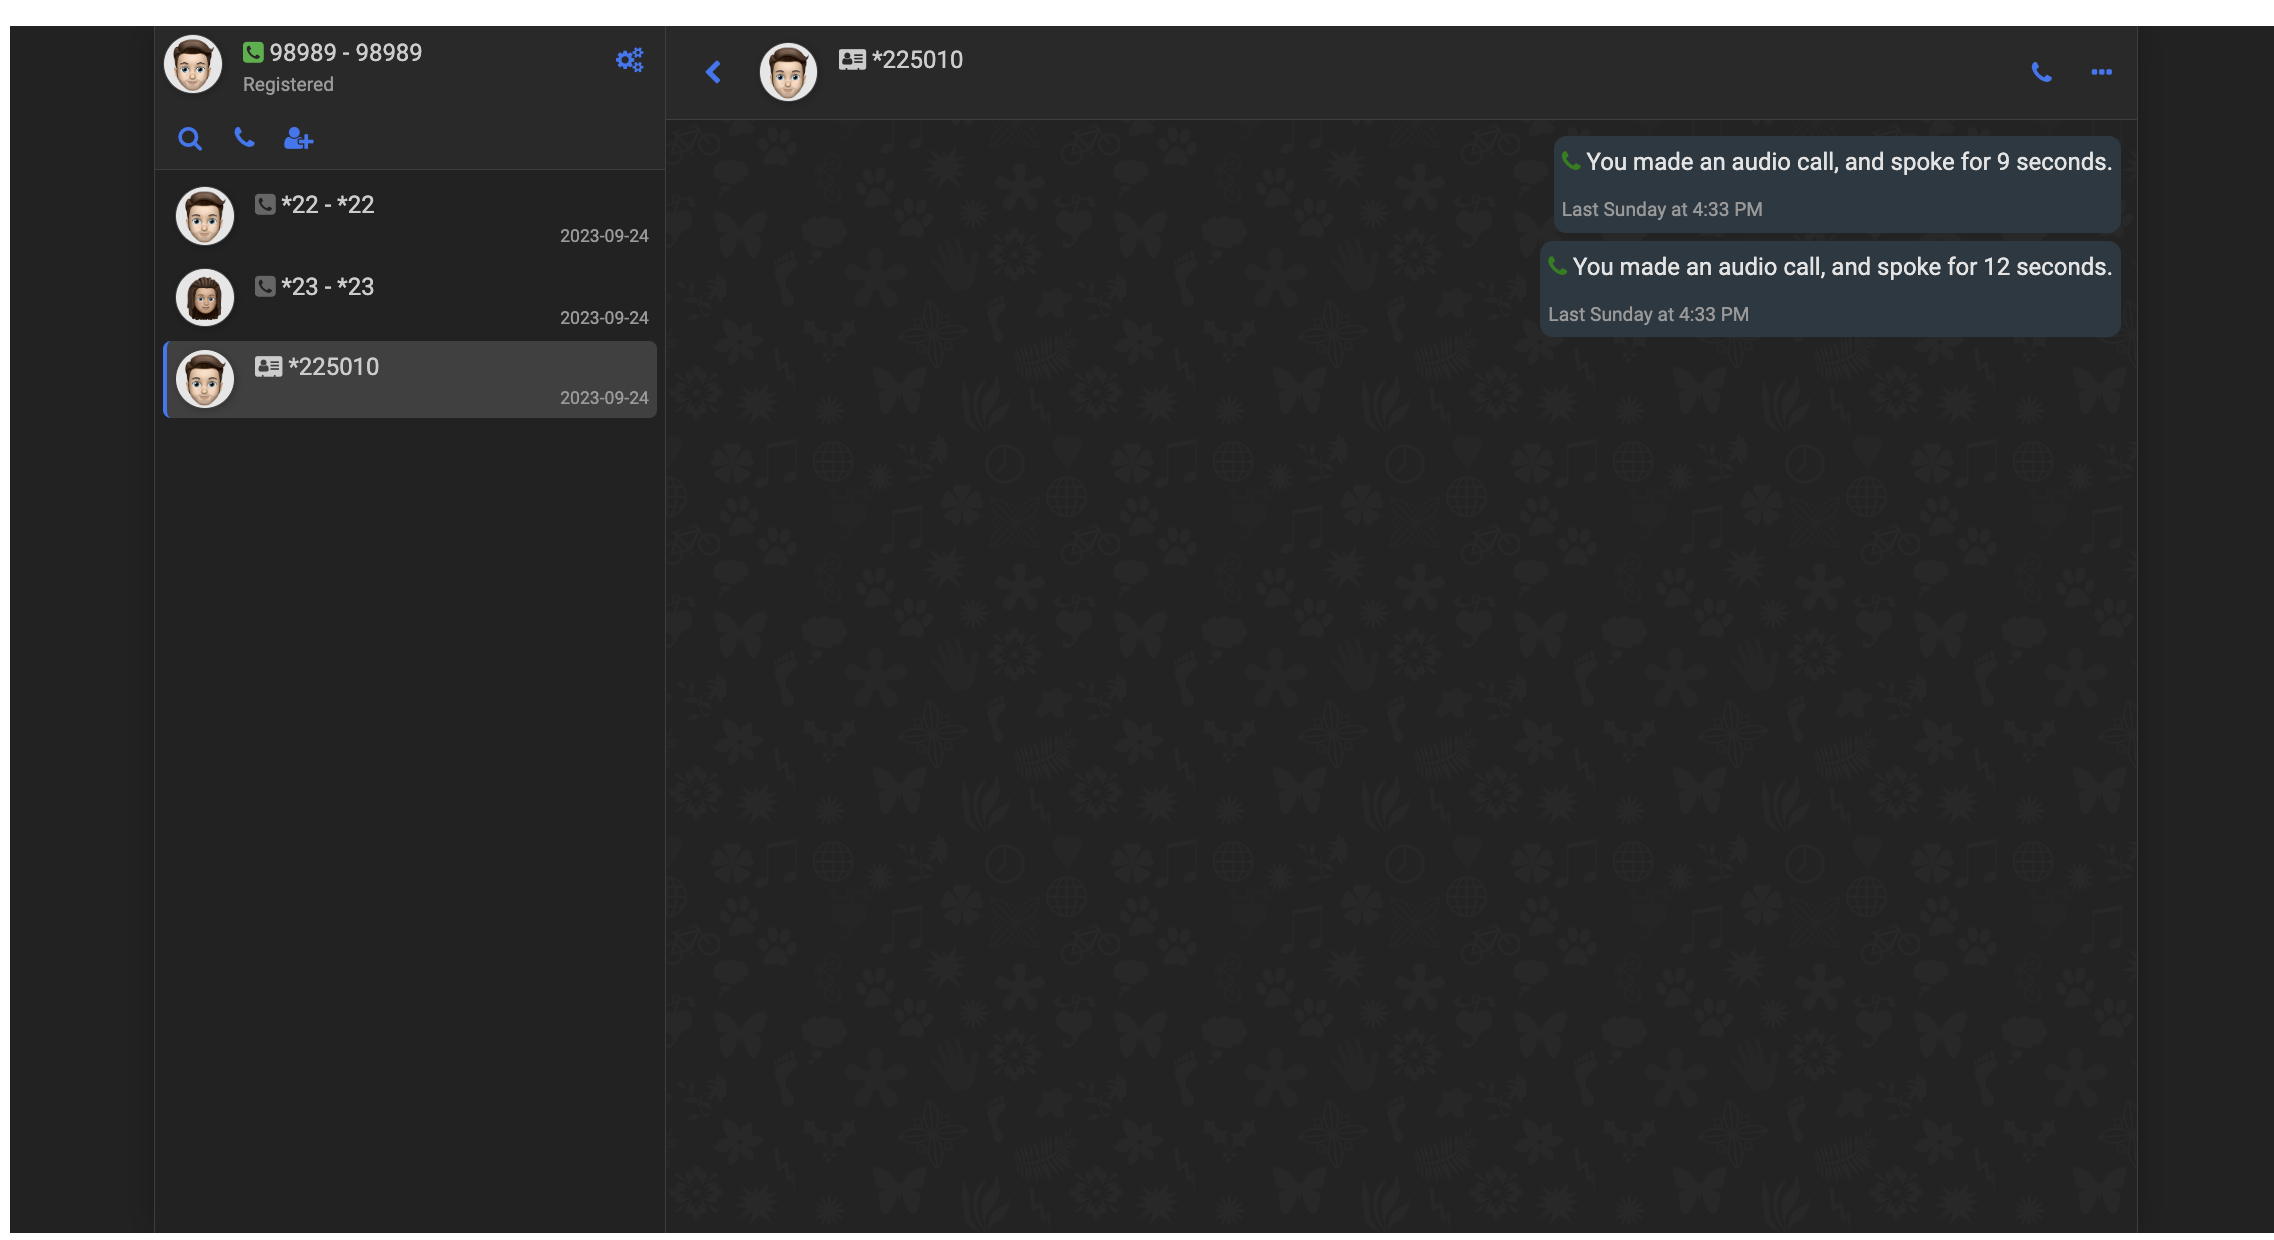 98989 - 98989
Registered
*22 - *22
2023-09-24
*23 - *23
2023-09-24
*225010
2023-09-24
*225010
You made an audio call, and spoke for 9 seconds.
Last Sunday at 4:33 PM
You made an audio call, and spoke for 12 seconds.
Last Sunday at 4:33 PM